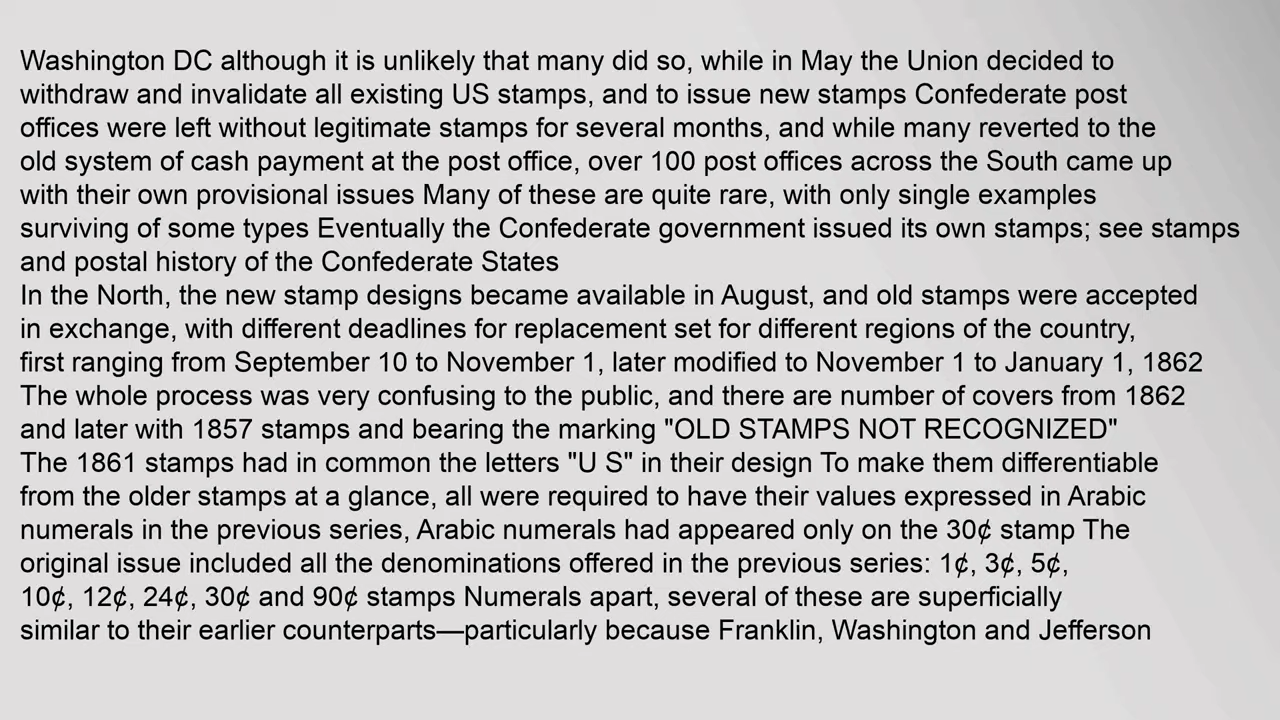 Washington DC although it is unlikely that many did so, while in May the Union decided to
withdraw and invalidate all existing US stamps, and to issue new stamps Confederate post
offices were left without legitimate stamps for several months, and while many reverted to the
old system of cash payment at the post office, over 100 post offices across the South came up
with their own provisional issues Many of these are quite rare, with only single examples
surviving of some types Eventually the Confederate government issued its own stamps; see stamps
and postal history of the Confederate States
In the North, the new stamp designs became available in August, and old stamps were accepted
in exchange, with different deadlines for replacement set for different regions of the country,
first ranging from September 10 to November 1, later modified to November 1 to January 1, 1862
The whole process was very confusing to the public, and there are number of covers from 1862
and later with 1857 stamps and bearing the marking "OLD STAMPS NOT RECOGNIZED"
The 1861 stamps had in common the letters "U S" in their design To make them differentiable
from the older stamps at a glance, all were required to have their values expressed in Arabic
numerals in the previous series, Arabic numerals had appeared only on the 30¢ stamp The
original issue included all the denominations offered in the previous series: 1¢, 3¢, 5¢,
10¢, 12¢, 24¢, 30¢ and 90¢ stamps Numerals apart, several of these are superficially
similar to their earlier counterparts—particularly because Franklin, Washington and Jefferson